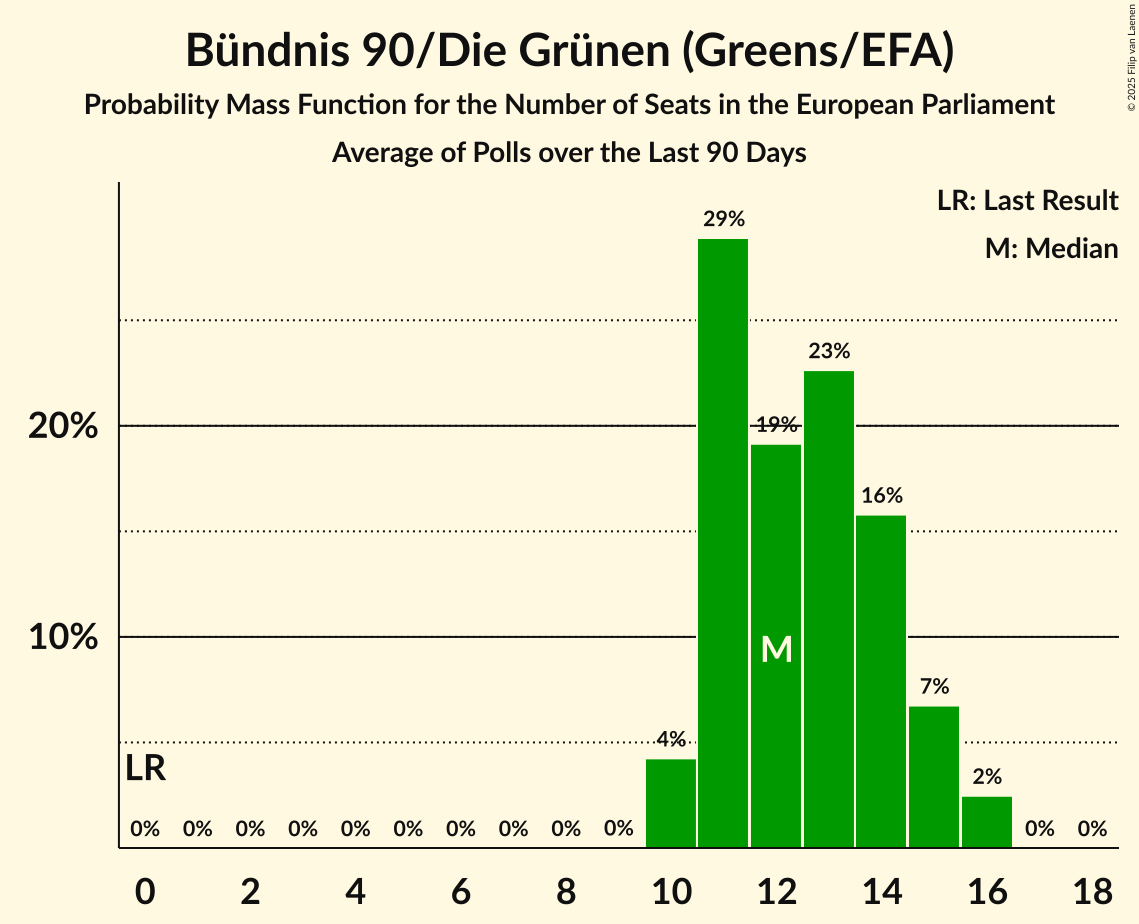 Bündnis 90/Die Grünen (Greens/EFA)
Probability Mass Function for the Number of Seats in the European Parliament
Average of Polls over the Last 90 Days
© 2025 Filip van Laenen
LR: Last Result
M: Median
29%
23%
20%
19%
16%
10%
M
7%
4%
LR
2%
0% 0% 0% 0% 0% 0% 0% 0% 0% 0% 0% 0%
0 2 4 6 8 10 12 14 16 18